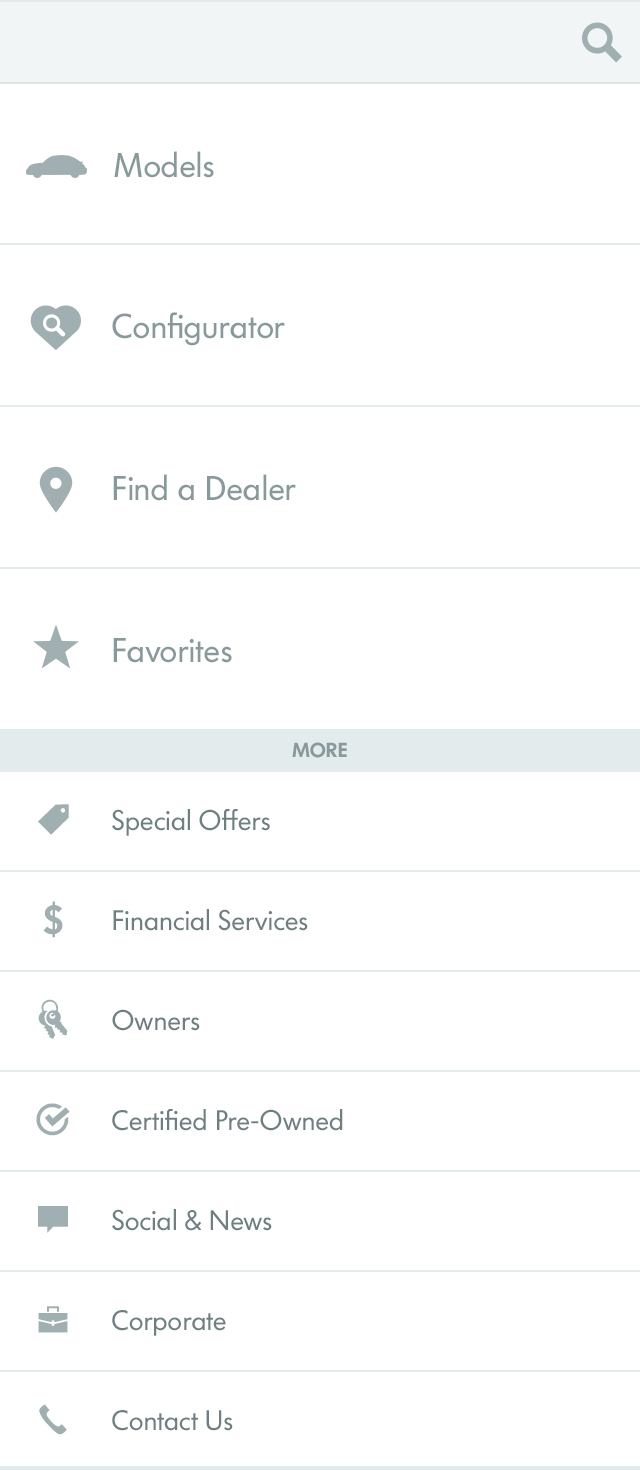 Models
Configurator
Find a Dealer
Favorites
MORE
Special Offers
$ Financial Services
Owners
Certified Pre-Owned
Social & News
Corporate
Contact Us